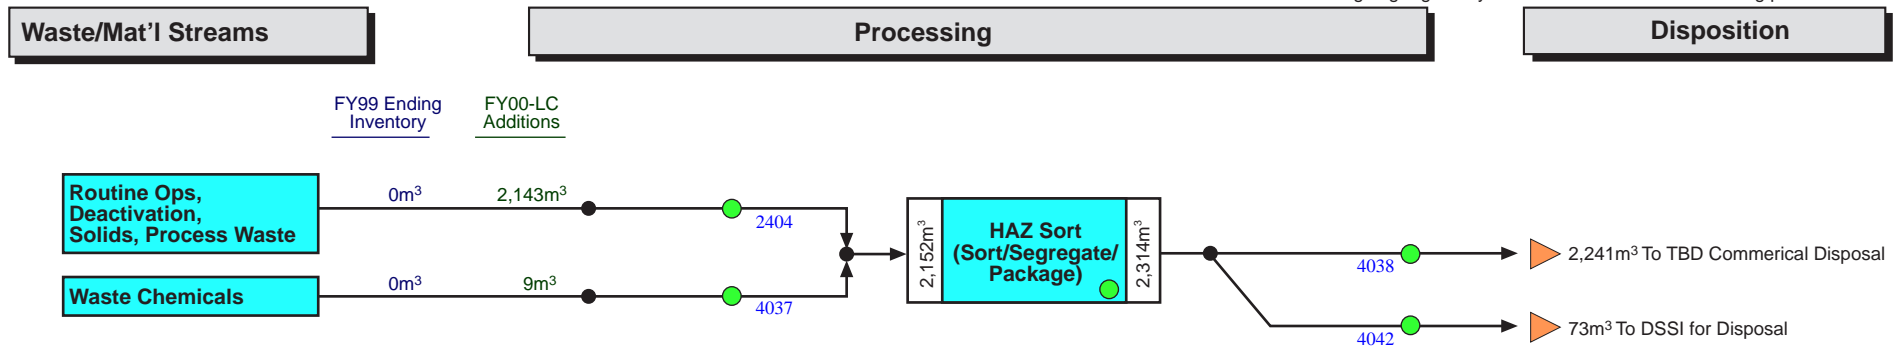 Waste/Mat'l Streams
Processing
Disposition
FY99 Ending
Inventory
FY00-LC
Additions
Routine Ops,
Deactivation,
Solids, Process Waste
0m³
2,143m³
2404
Waste Chemicals
0m³
9m³
4037
2,152m³
HAZ Sort
(Sort/Segregate/
Package)
2,314m³
4038
2,241m³ To TBD Commerical Disposal
4042
73m³ To DSSI for Disposal